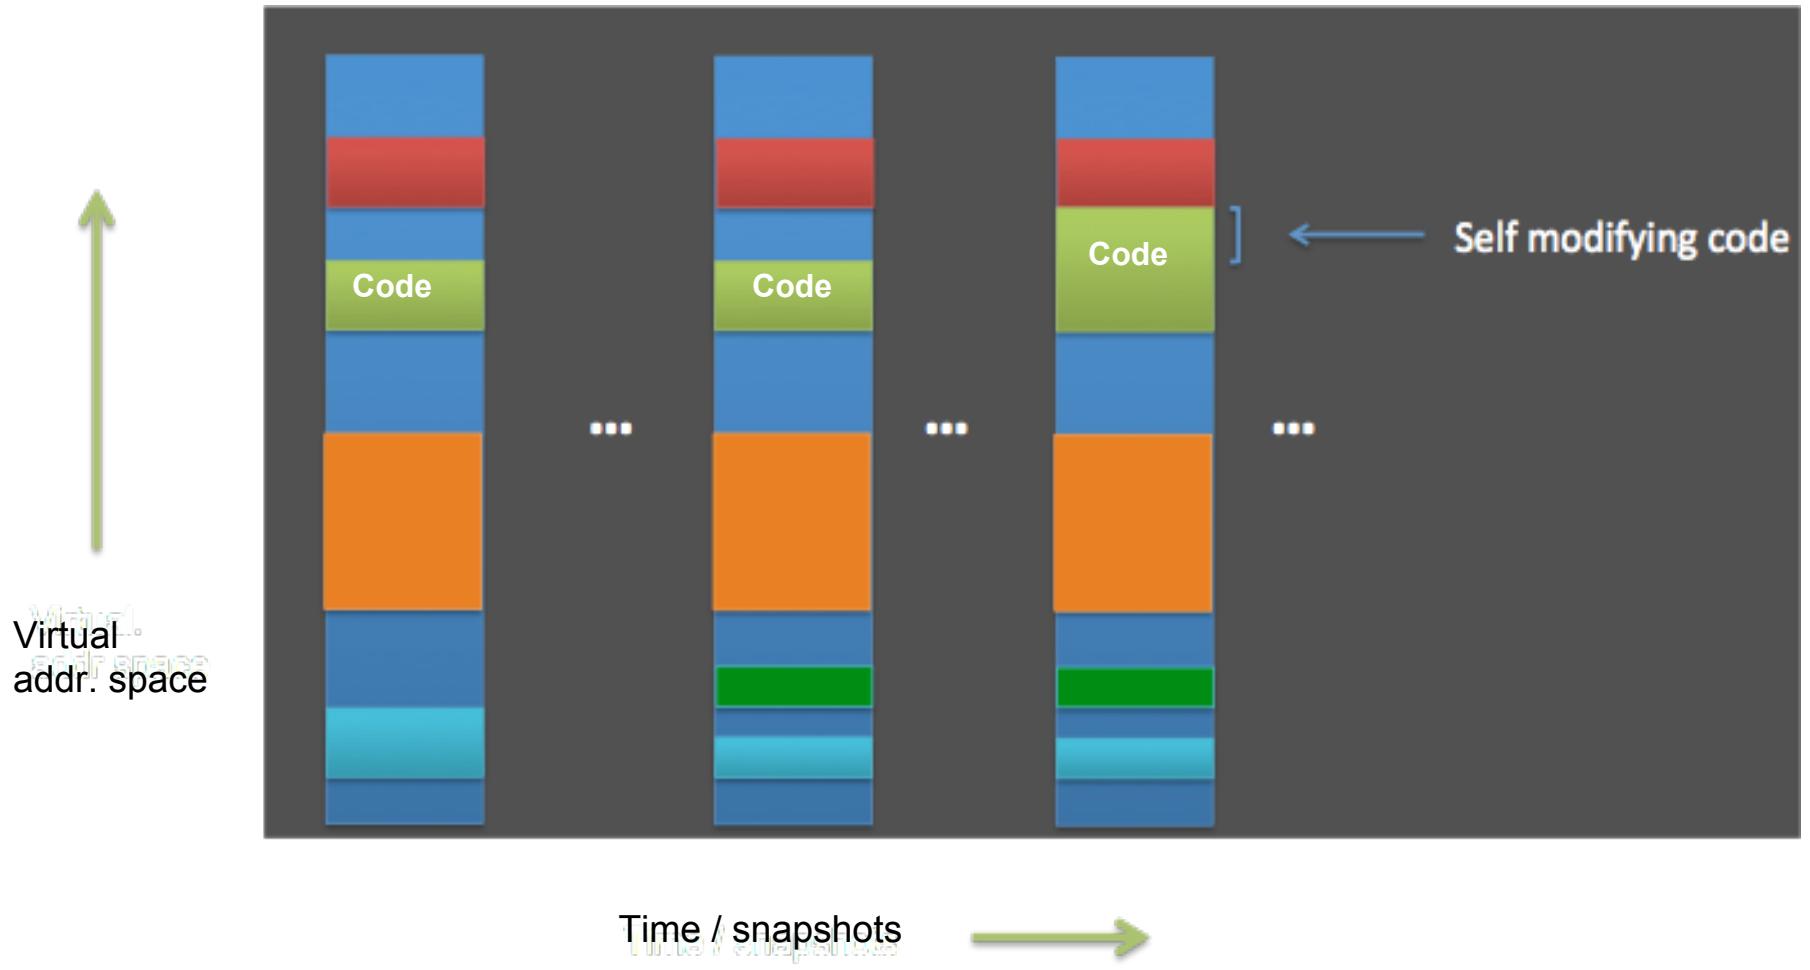 Code
Code
Code
Self modifying code
...
...
...
Virtual
addr. space
Time / snapshots